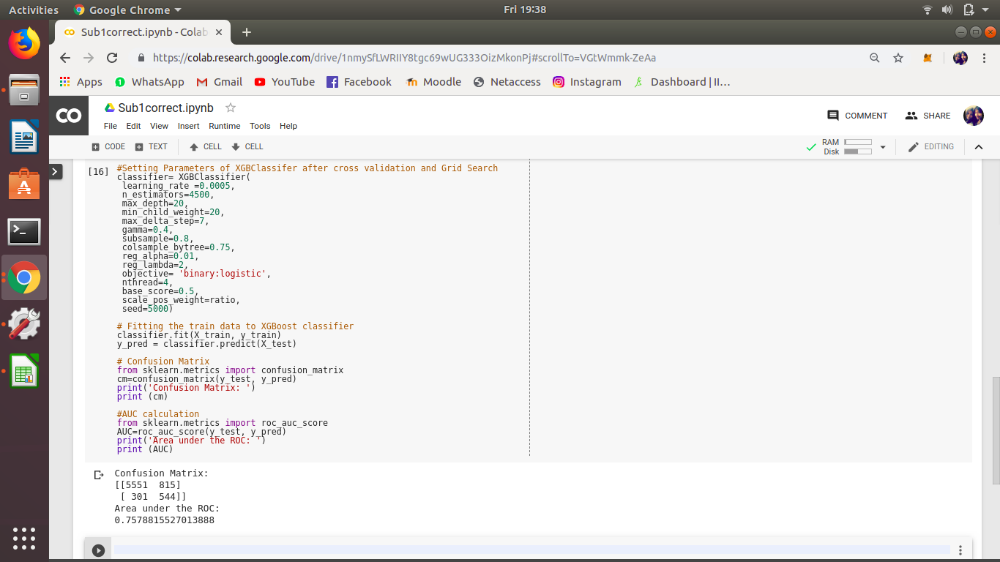 Activities
Google Chrome
Fri 19:38
Sub1correct.ipynb - Colab
https://colab.research.google.com/drive/1nmySfLWRIIY8tgc69wUG333OizMkonPj#scrollTo=VGtWmmk-ZeAa
Apps WhatsApp Gmail YouTube Facebook Moodle Netaccess Instagram Dashboard | II…
CO Sub1correct.ipynb
File Edit View Insert Runtime Tools Help
COMMENT SHARE
CODE TEXT CELL CELL
RAM
Disk
EDITING
[16]
#Setting Parameters of XGBClassifer after cross validation and Grid Search
classifier= XGBClassifier(
learning_rate =0.0005,
n_estimators=4500,
max_depth=20,
min_child_weight=20,
max_delta_step=7,
gamma=0.4,
subsample=0.8,
colsample_bytree=0.75,
reg_alpha=0.01,
reg_lambda=2,
objective= 'binary:logistic',
nthread=4,
base_score=0.5,
scale_pos_weight=ratio,
seed=5000)
# Fitting the train data to XGBoost classifier
classifier.fit(X_train, y_train)
y_pred = classifier.predict(X_test)
# Confusion Matrix
from sklearn.metrics import confusion_matrix
cm=confusion_matrix(y_test, y_pred)
print('Confusion Matrix: ')
print (cm)
#AUC calculation
from sklearn.metrics import roc_auc_score
AUC=roc_auc_score(y_test, y_pred)
print('Area under the ROC: ')
print (AUC)
Confusion Matrix:
[[5551 815]
[ 301 544]]
Area under the ROC:
0.7578815527013888